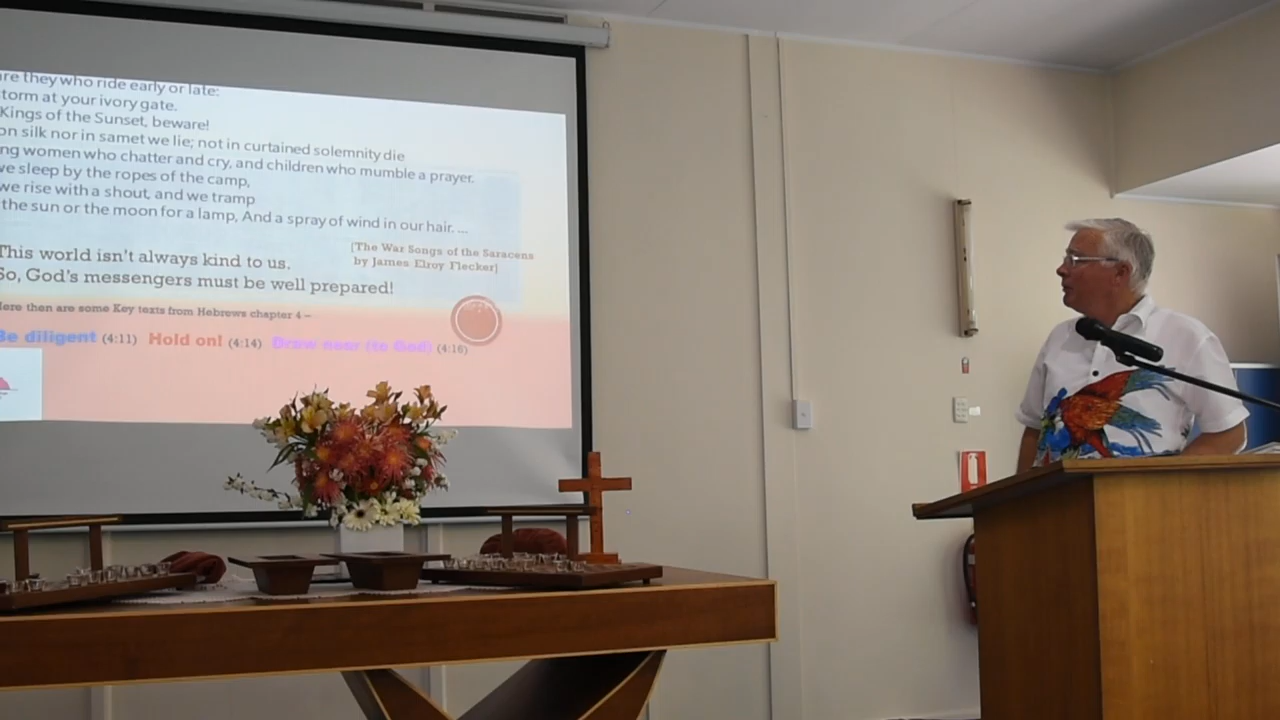 are they who ride early or late:
torm at your ivory gate.
Kings of the Sunset, beware!
on silk nor in samet we lie; not in curtained solemnity die
ng women who chatter and cry, and children who mumble a prayer.
we sleep by the ropes of the camp,
we rise with a shout, and we tramp
the sun or the moon for a lamp, And a spray of wind in our hair. ...
This world isn't always kind to us.
So, God's messengers must be well prepared!
[The War Songs of the Saracens
by James Elroy Flecker]
Here then are some Key texts from Hebrews chapter 4 –
Be diligent (4:11) Hold on! (4:14) Draw near (to God) (4:16)